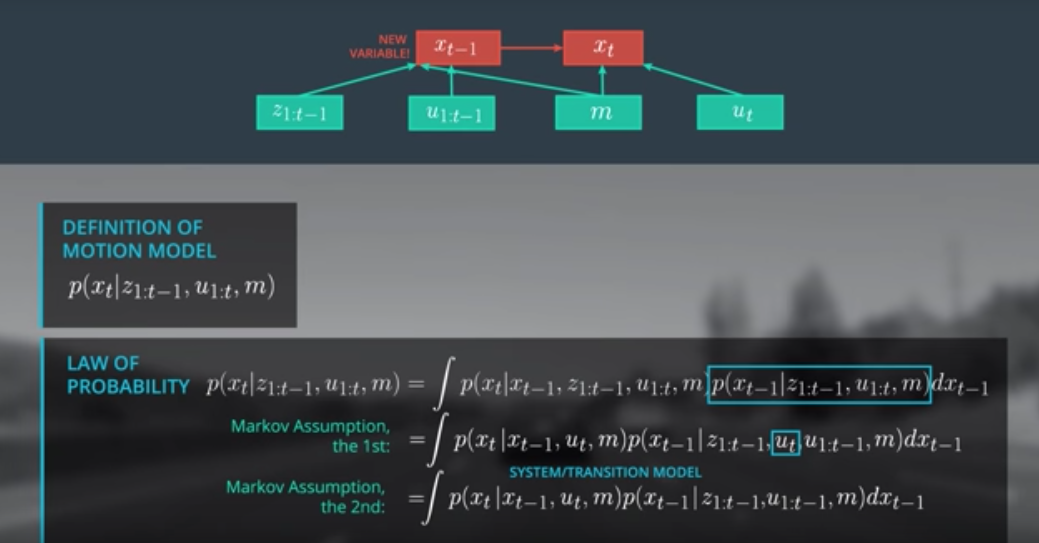 NEW
VARIABLE!
x_{t−1}
x_t
z_{1:t−1}
u_{1:t−1}
m
u_t
DEFINITION OF
MOTION MODEL
p(x_t|z_{1:t−1}, u_{1:t}, m)
LAW OF
PROBABILITY p(x_t|z_{1:t−1}, u_{1:t}, m) = ∫ p(x_t|x_{t−1}, z_{1:t−1}, u_{1:t}, m)p(x_{t−1}|z_{1:t−1}, u_{1:t}, m)dx_{t−1}
Markov Assumption,
the 1st: = ∫ p(x_t|x_{t−1}, u_t, m)p(x_{t−1}|z_{1:t−1}, u_t, u_{1:t−1}, m)dx_{t−1}
SYSTEM/TRANSITION MODEL
Markov Assumption,
the 2nd: = ∫ p(x_t|x_{t−1}, u_t, m)p(x_{t−1}|z_{1:t−1}, u_{1:t−1}, m)dx_{t−1}